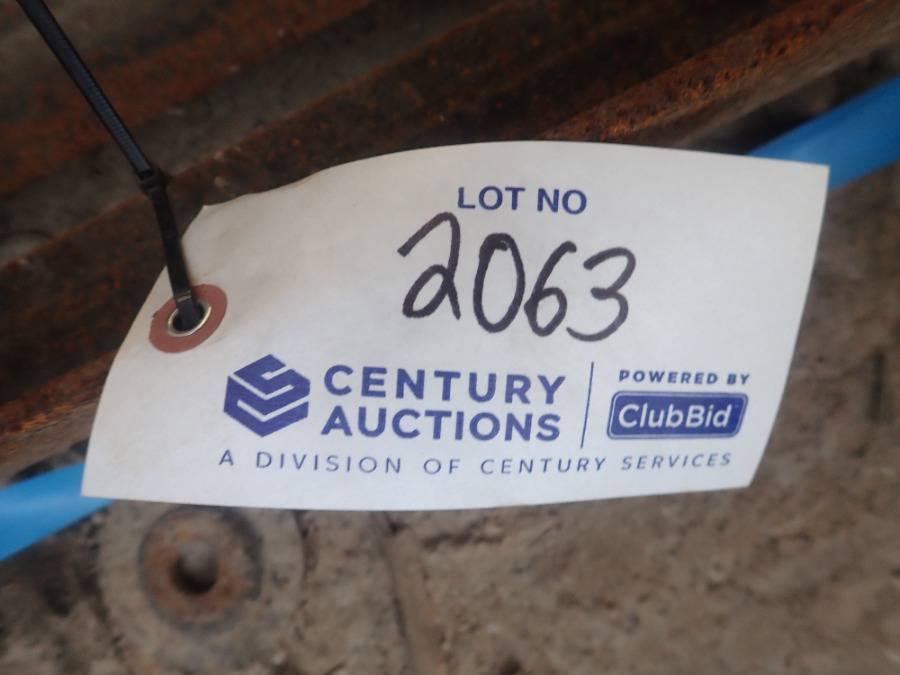 LOT NO
2063
CENTURY
AUCTIONS
POWERED BY
ClubBid
A DIVISION OF CENTURY SERVICES